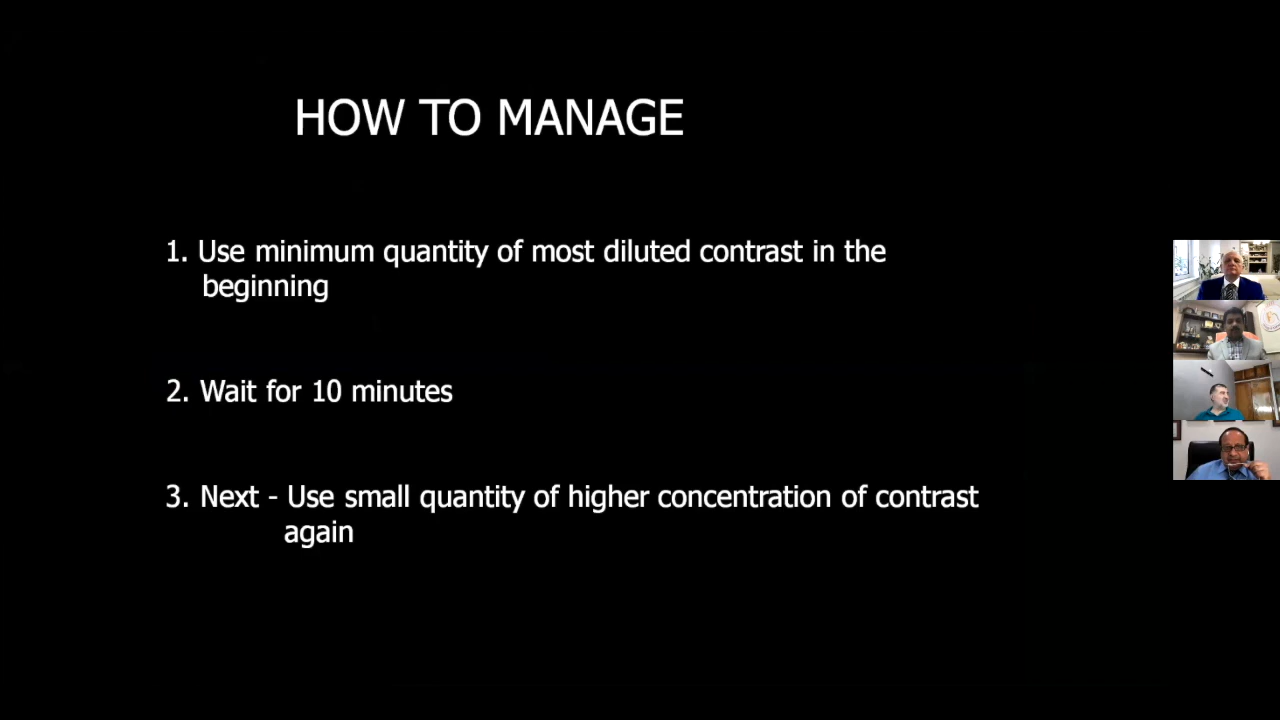 HOW TO MANAGE
1. Use minimum quantity of most diluted contrast in the
beginning
2. Wait for 10 minutes
3. Next - Use small quantity of higher concentration of contrast
again